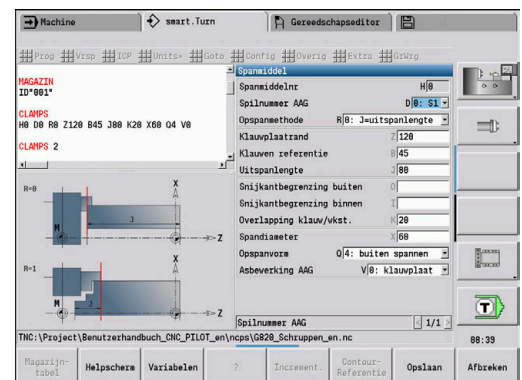 Machine
smart.Turn
Gereedschapseditor
Prog Vrsp ICP Units» Goto Config Overig Extra GrWrg
MAGAZIN
ID"001"
CLAMPS
H0 D0 R0 Z120 B45 J80 K20 X60 Q4 V0
CLAMPS 2
Spanmiddel
Spanmiddelnr H 0
Spilnummer AAG D 0: S1
Opspanmethode R 0: J=uitspanlengte
Klauwplaatrand Z 120
Klauwen referentie B 45
Uitspanlengte J 80
Snijkantbegrenzing buiten O
Snijkantbegrenzing binnen I
Overlapping klauw/wkst. K 20
Spandiameter X 60
Opspanvorm Q 4: buiten spannen
Asbewerking AAG V 0: klauwplaat
R=0
X
J
M
Z
R=1
X
J
M
Z
Spilnummer AAG
1/1
T
TNC:\Project\Benutzerhandbuch_CNC_PILOT_en\ncps\G820_Schruppen_en.nc
08:39
Magazijn-
tabel
Helpscherm
Variabelen
?
Increment.
Contour-
Referentie
Opslaan
Afbreken